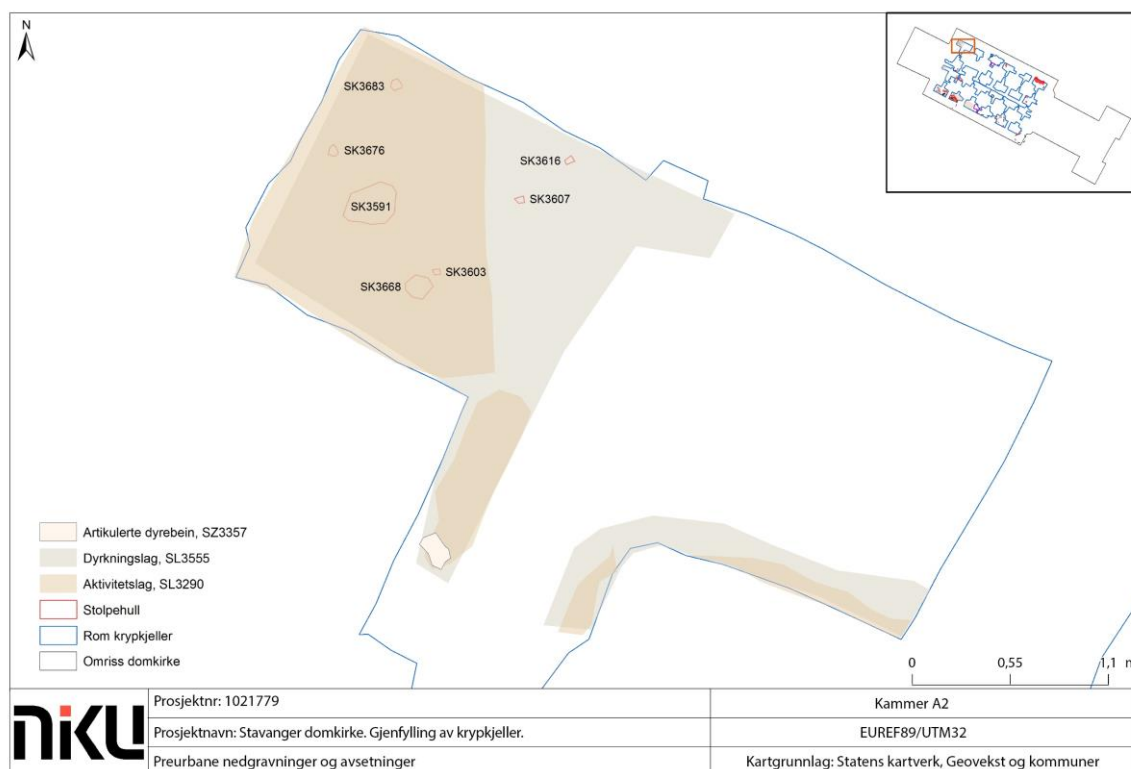 N
SK3683
SK3676
SK3591
SK3616
SK3607
SK3603
SK3668
Artikulerte dyrebein, SZ3357
Dyrkningslag, SL3555
Aktivitetslag, SL3290
Stolpehull
Rom krypkjeller
Omriss domkirke
0 0,55 1,1 m
NIKU
Prosjektnr: 1021779
Kammer A2
Prosjektnavn: Stavanger domkirke. Gjenfylling av krypkjeller.
EUREF89/UTM32
Preurbane nedgravninger og avsetninger
Kartgrunnlag: Statens kartverk, Geovekst og kommuner